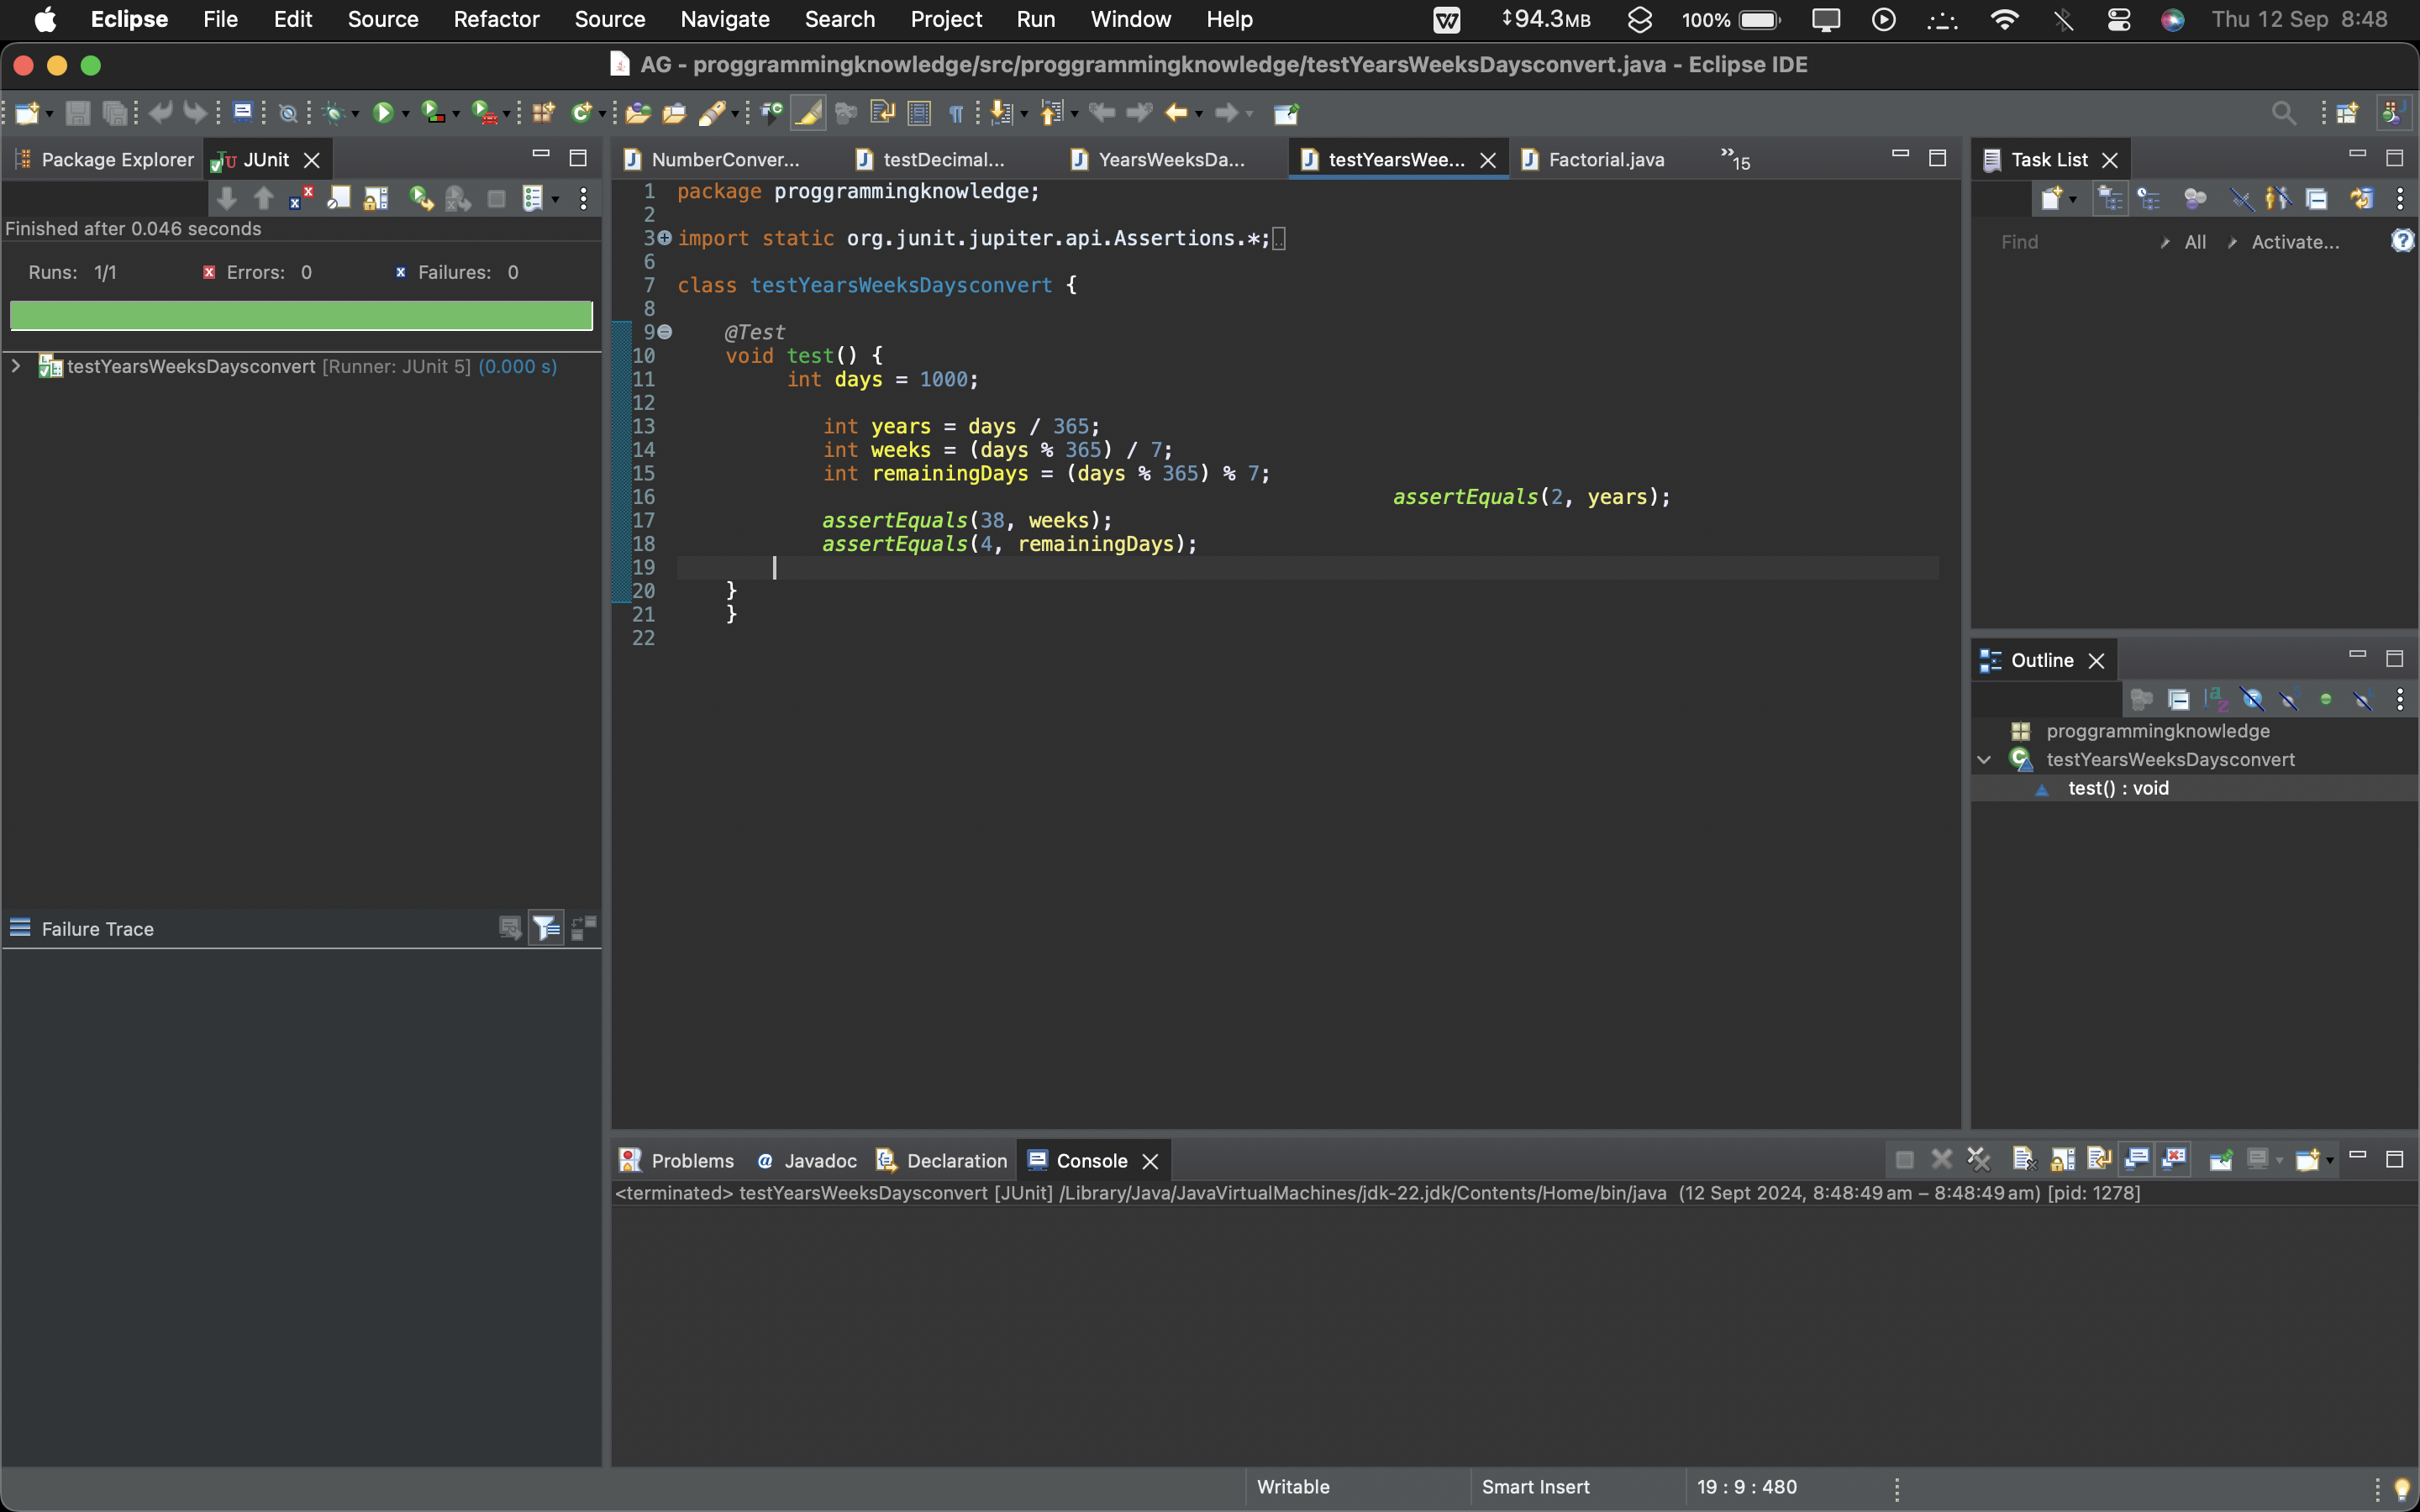 Eclipse File Edit Source Refactor Source Navigate Search Project Run Window Help 94.3MB 100% Thu 12 Sep 8:48
AG - proggrammingknowledge/src/proggrammingknowledge/testYearsWeeksDaysconvert.java - Eclipse IDE
Package Explorer JUnit
Finished after 0.046 seconds
Runs: 1/1 Errors: 0 Failures: 0
testYearsWeeksDaysconvert [Runner: JUnit 5] (0.000 s)
Failure Trace
NumberConver... testDecimal... YearsWeeksDa... testYearsWee... Factorial.java »15
1 package proggrammingknowledge;
2
3 import static org.junit.jupiter.api.Assertions.*;
6
7 class testYearsWeeksDaysconvert {
8
9 @Test
10 void test() {
11 int days = 1000;
12
13 int years = days / 365;
14 int weeks = (days % 365) / 7;
15 int remainingDays = (days % 365) % 7;
16 assertEquals(2, years);
17 assertEquals(38, weeks);
18 assertEquals(4, remainingDays);
19
20 }
21 }
22
Task List
Find All Activate...
Outline
proggrammingknowledge
testYearsWeeksDaysconvert
test() : void
Problems Javadoc Declaration Console
<terminated> testYearsWeeksDaysconvert [JUnit] /Library/Java/JavaVirtualMachines/jdk-22.jdk/Contents/Home/bin/java (12 Sept 2024, 8:48:49 am – 8:48:49 am) [pid: 1278]
Writable Smart Insert 19 : 9 : 480